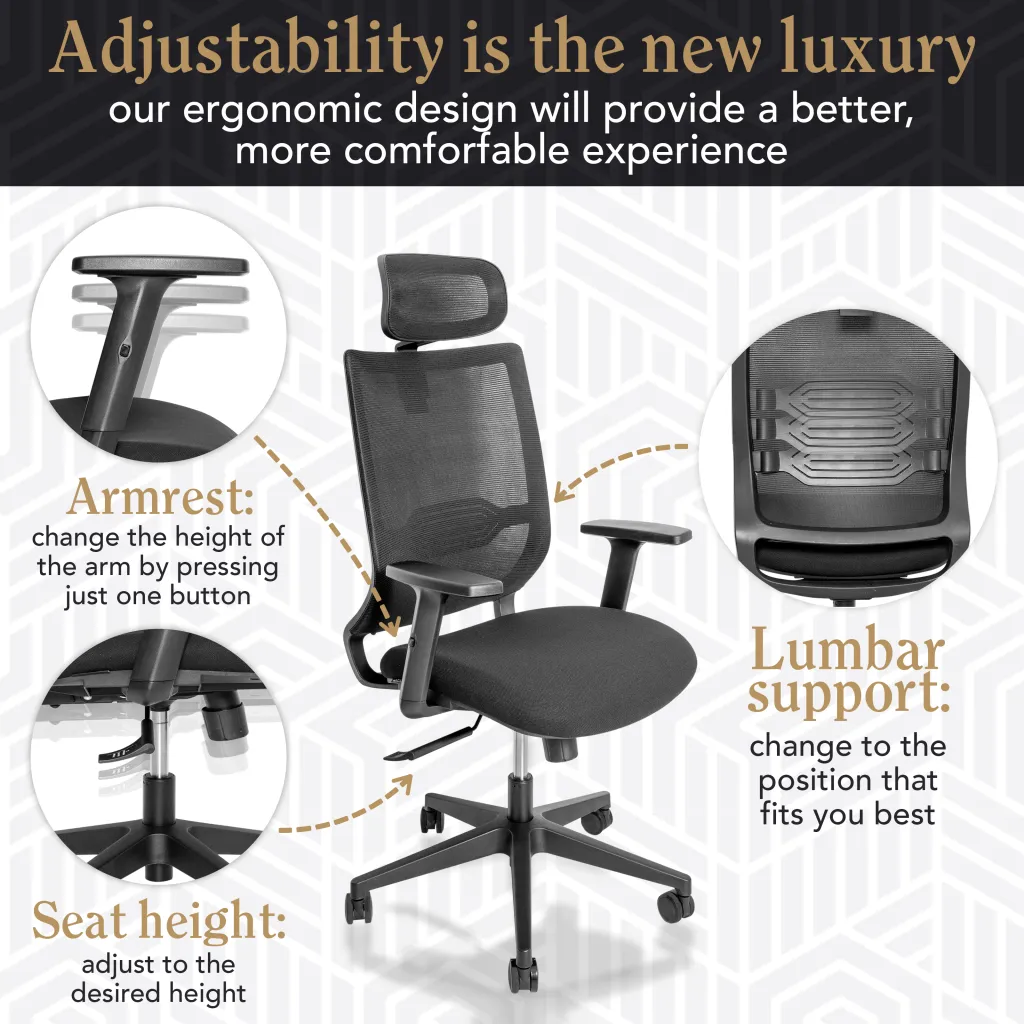 Adjustability is the new luxury
our ergonomic design will provide a better,
more comforfable experience
Armrest:
change the height of
the arm by pressing
just one button
Lumbar
support:
change to the
position that
fits you best
Seat height:
adjust to the
desired height